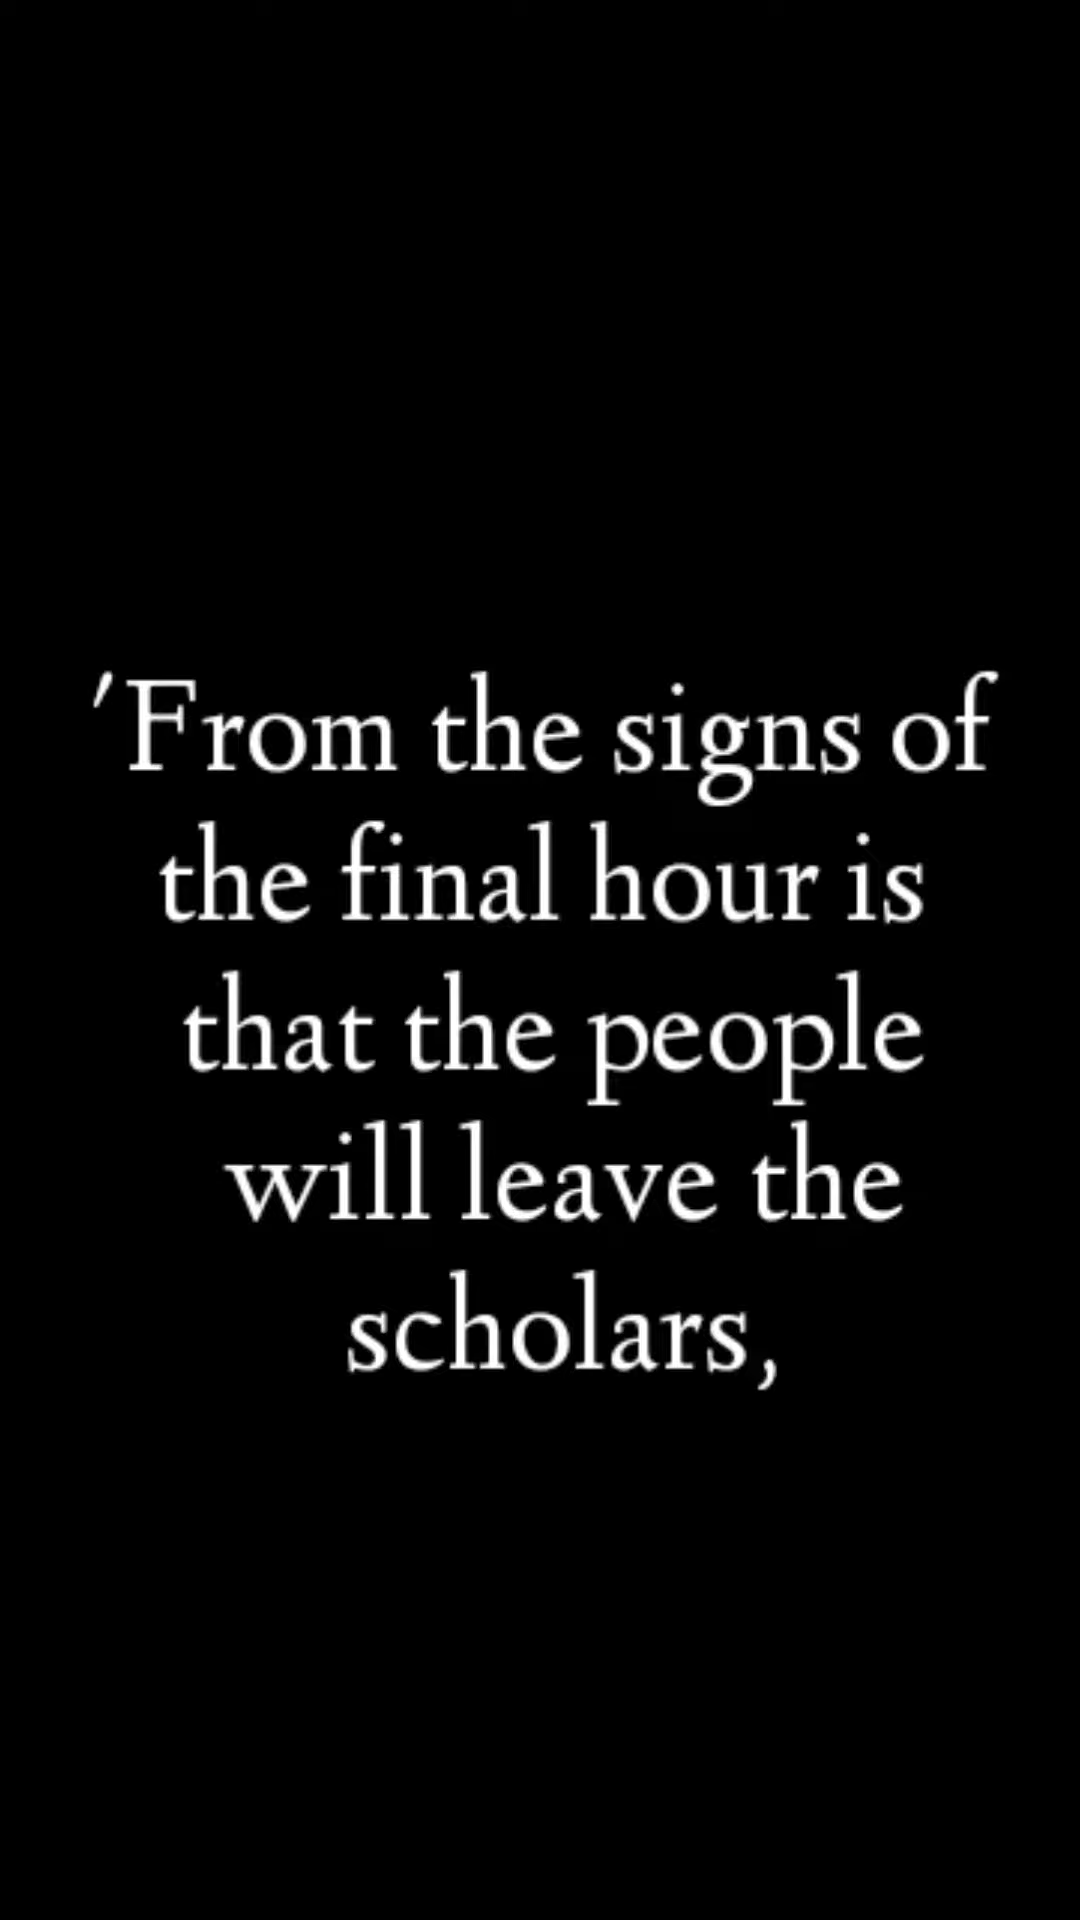 'From the signs of
the final hour is
that the people
will leave the
scholars,